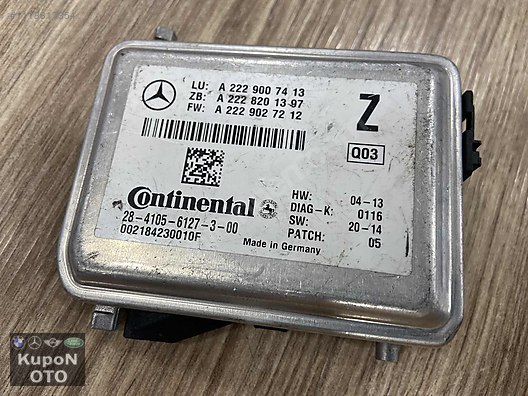 LU: A 222 900 74 13
ZB: A 222 820 13 97
FW: A 222 902 72 12
Z
Q03
Continental
28-4105-6127-3-00
002184230010F
HW: 04-13
DIAG-K: 0116
SW: 20-14
PATCH: 05
Made in Germany
KupoN
OTO